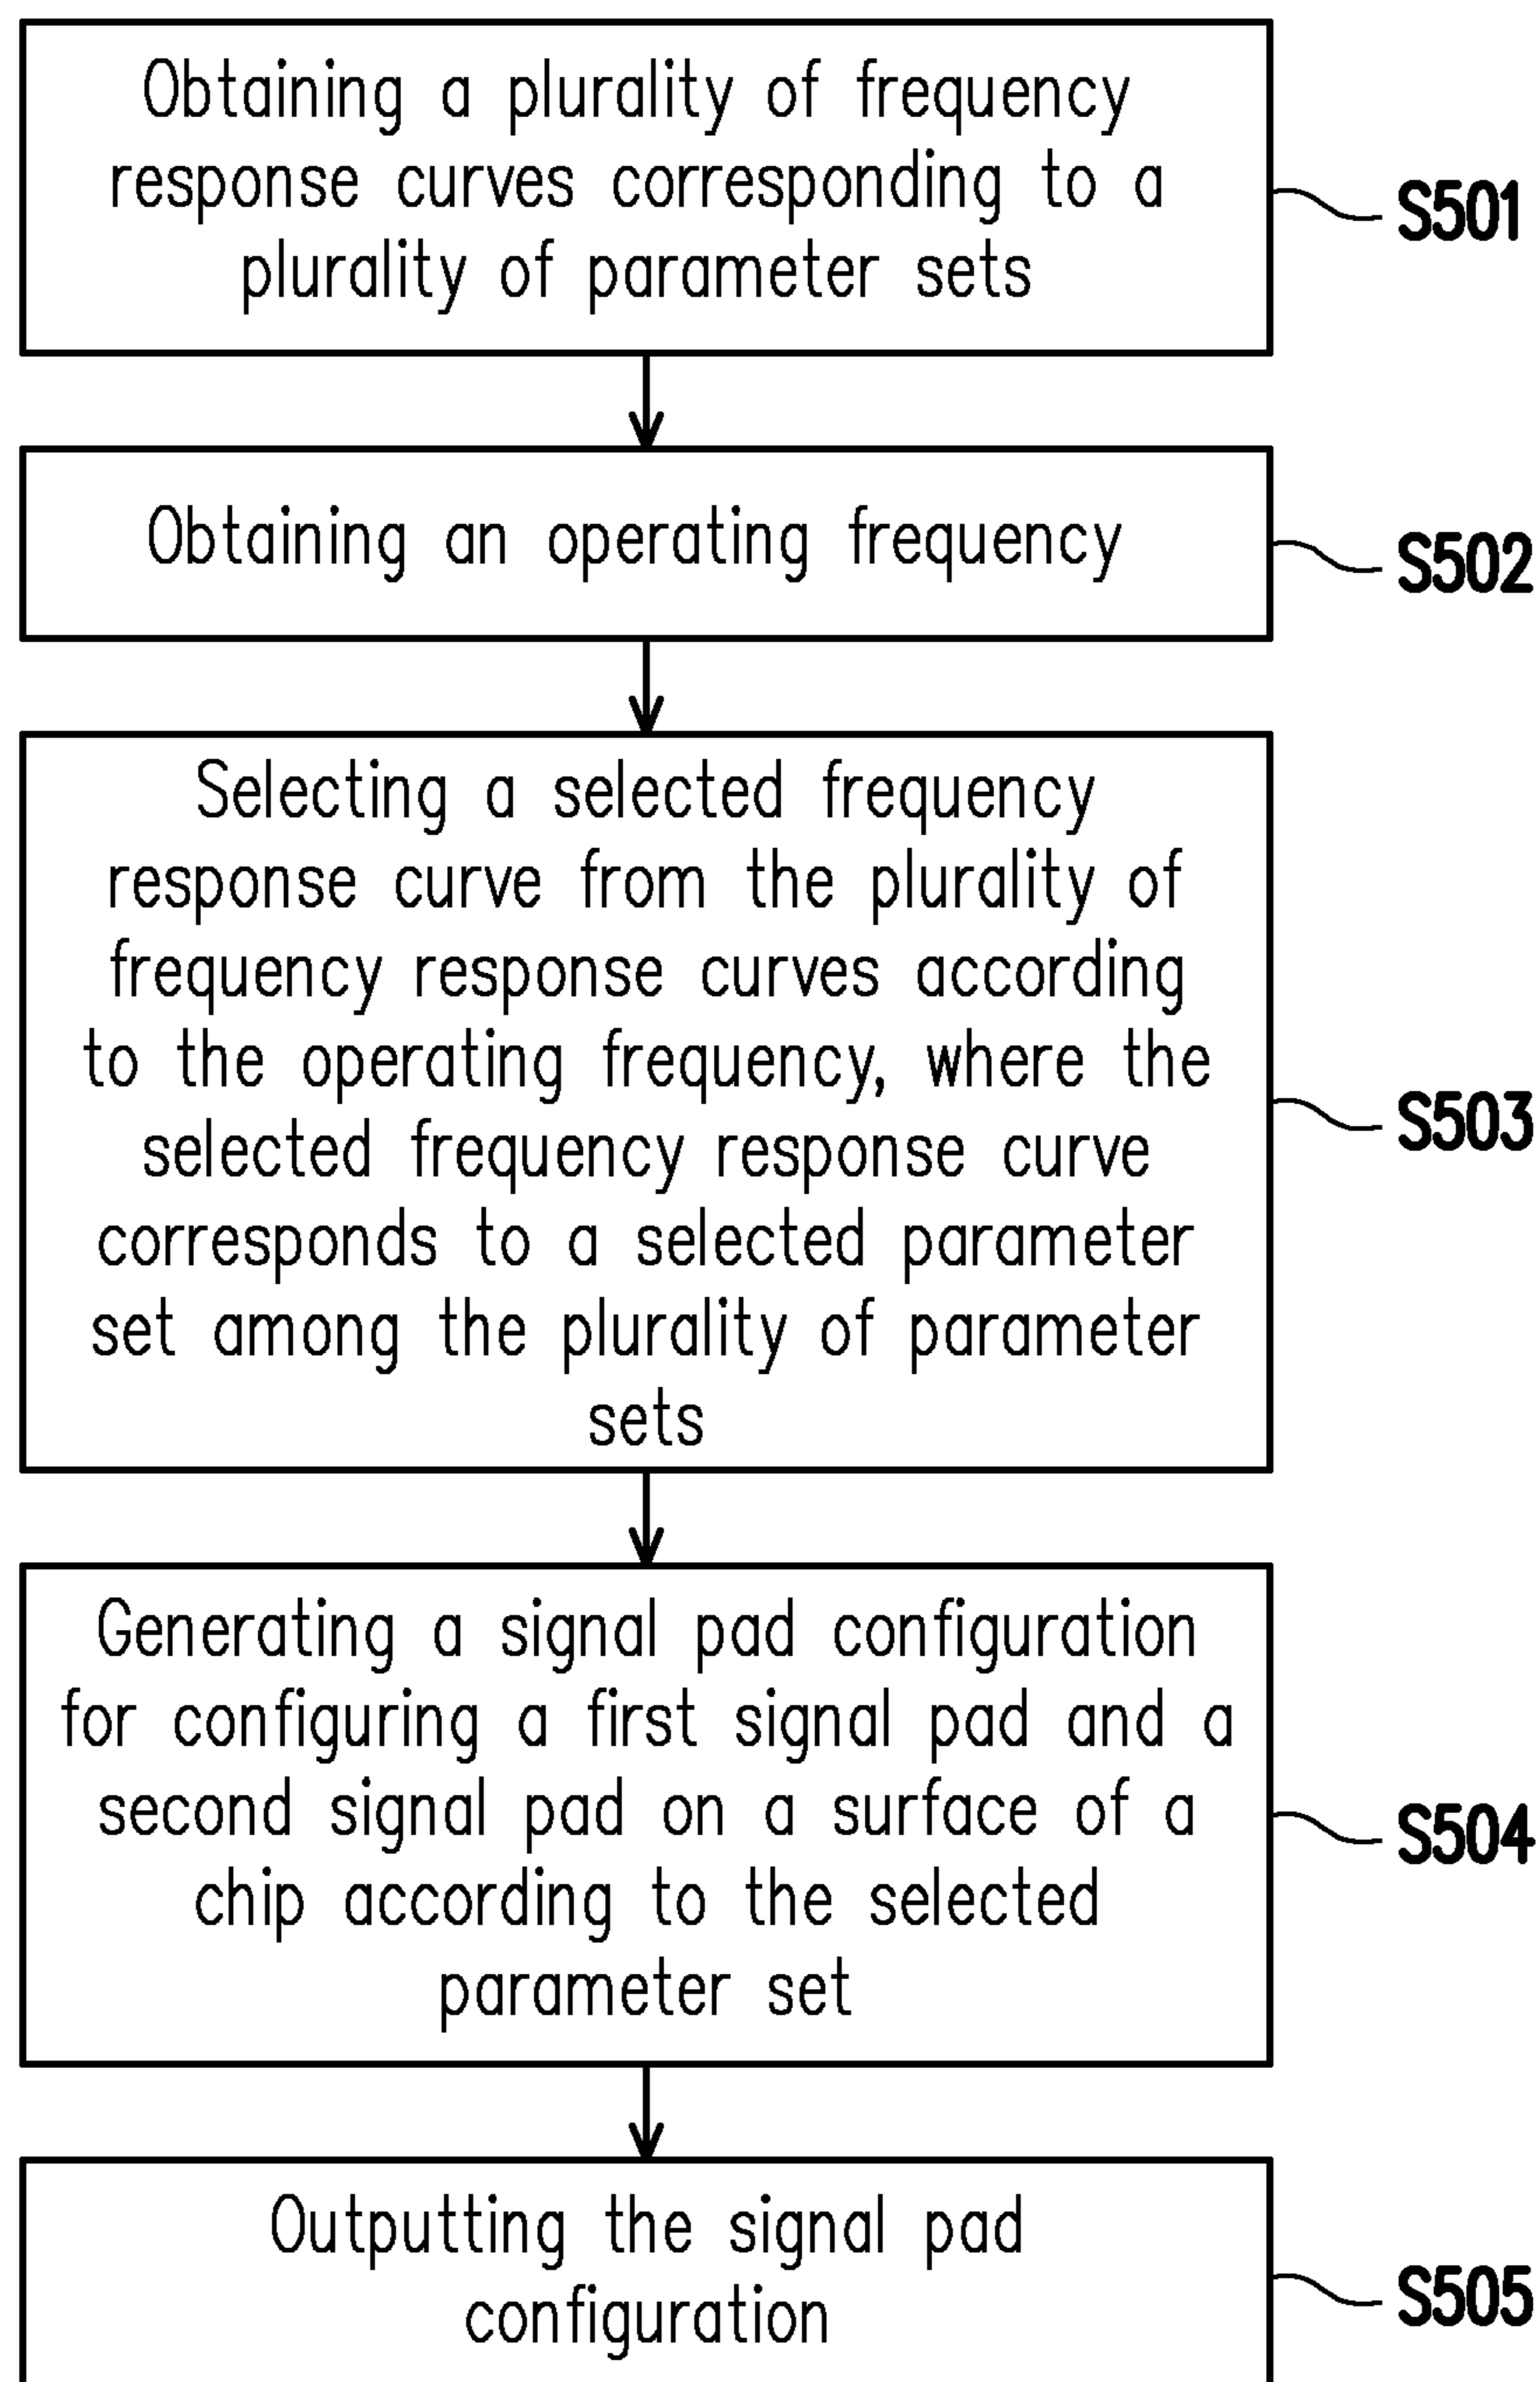 Obtaining a plurality of frequency
response curves corresponding to a
plurality of parameter sets
S501
Obtaining an operating frequency
S502
Selecting a selected frequency
response curve from the plurality of
frequency response curves according
to the operating frequency, where the
selected frequency response curve
corresponds to a selected parameter
set among the plurality of parameter
sets
S503
Generating a signal pad configuration
for configuring a first signal pad and a
second signal pad on a surface of a
chip according to the selected
parameter set
S504
Outputting the signal pad
configuration
S505